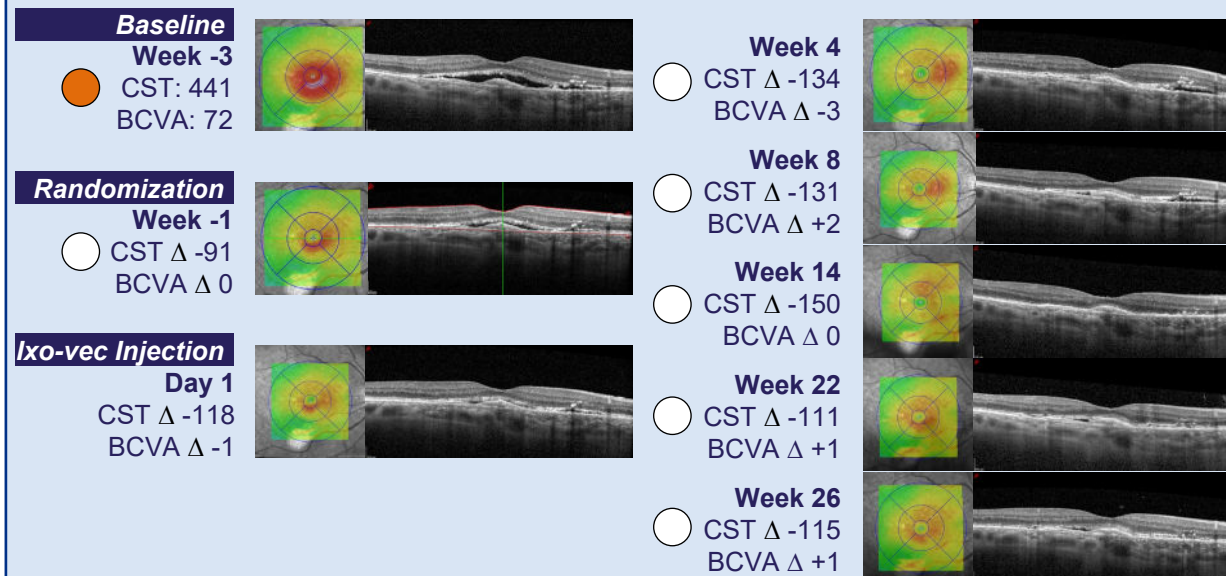 Baseline
Week -3
CST: 441
BCVA: 72
Randomization
Week -1
CST Δ -91
BCVA Δ 0
Ixo-vec Injection
Day 1
CST Δ -118
BCVA Δ -1
Week 4
CST Δ -134
BCVA Δ -3
Week 8
CST Δ -131
BCVA Δ +2
Week 14
CST Δ -150
BCVA Δ 0
Week 22
CST Δ -111
BCVA Δ +1
Week 26
CST Δ -115
BCVA Δ +1